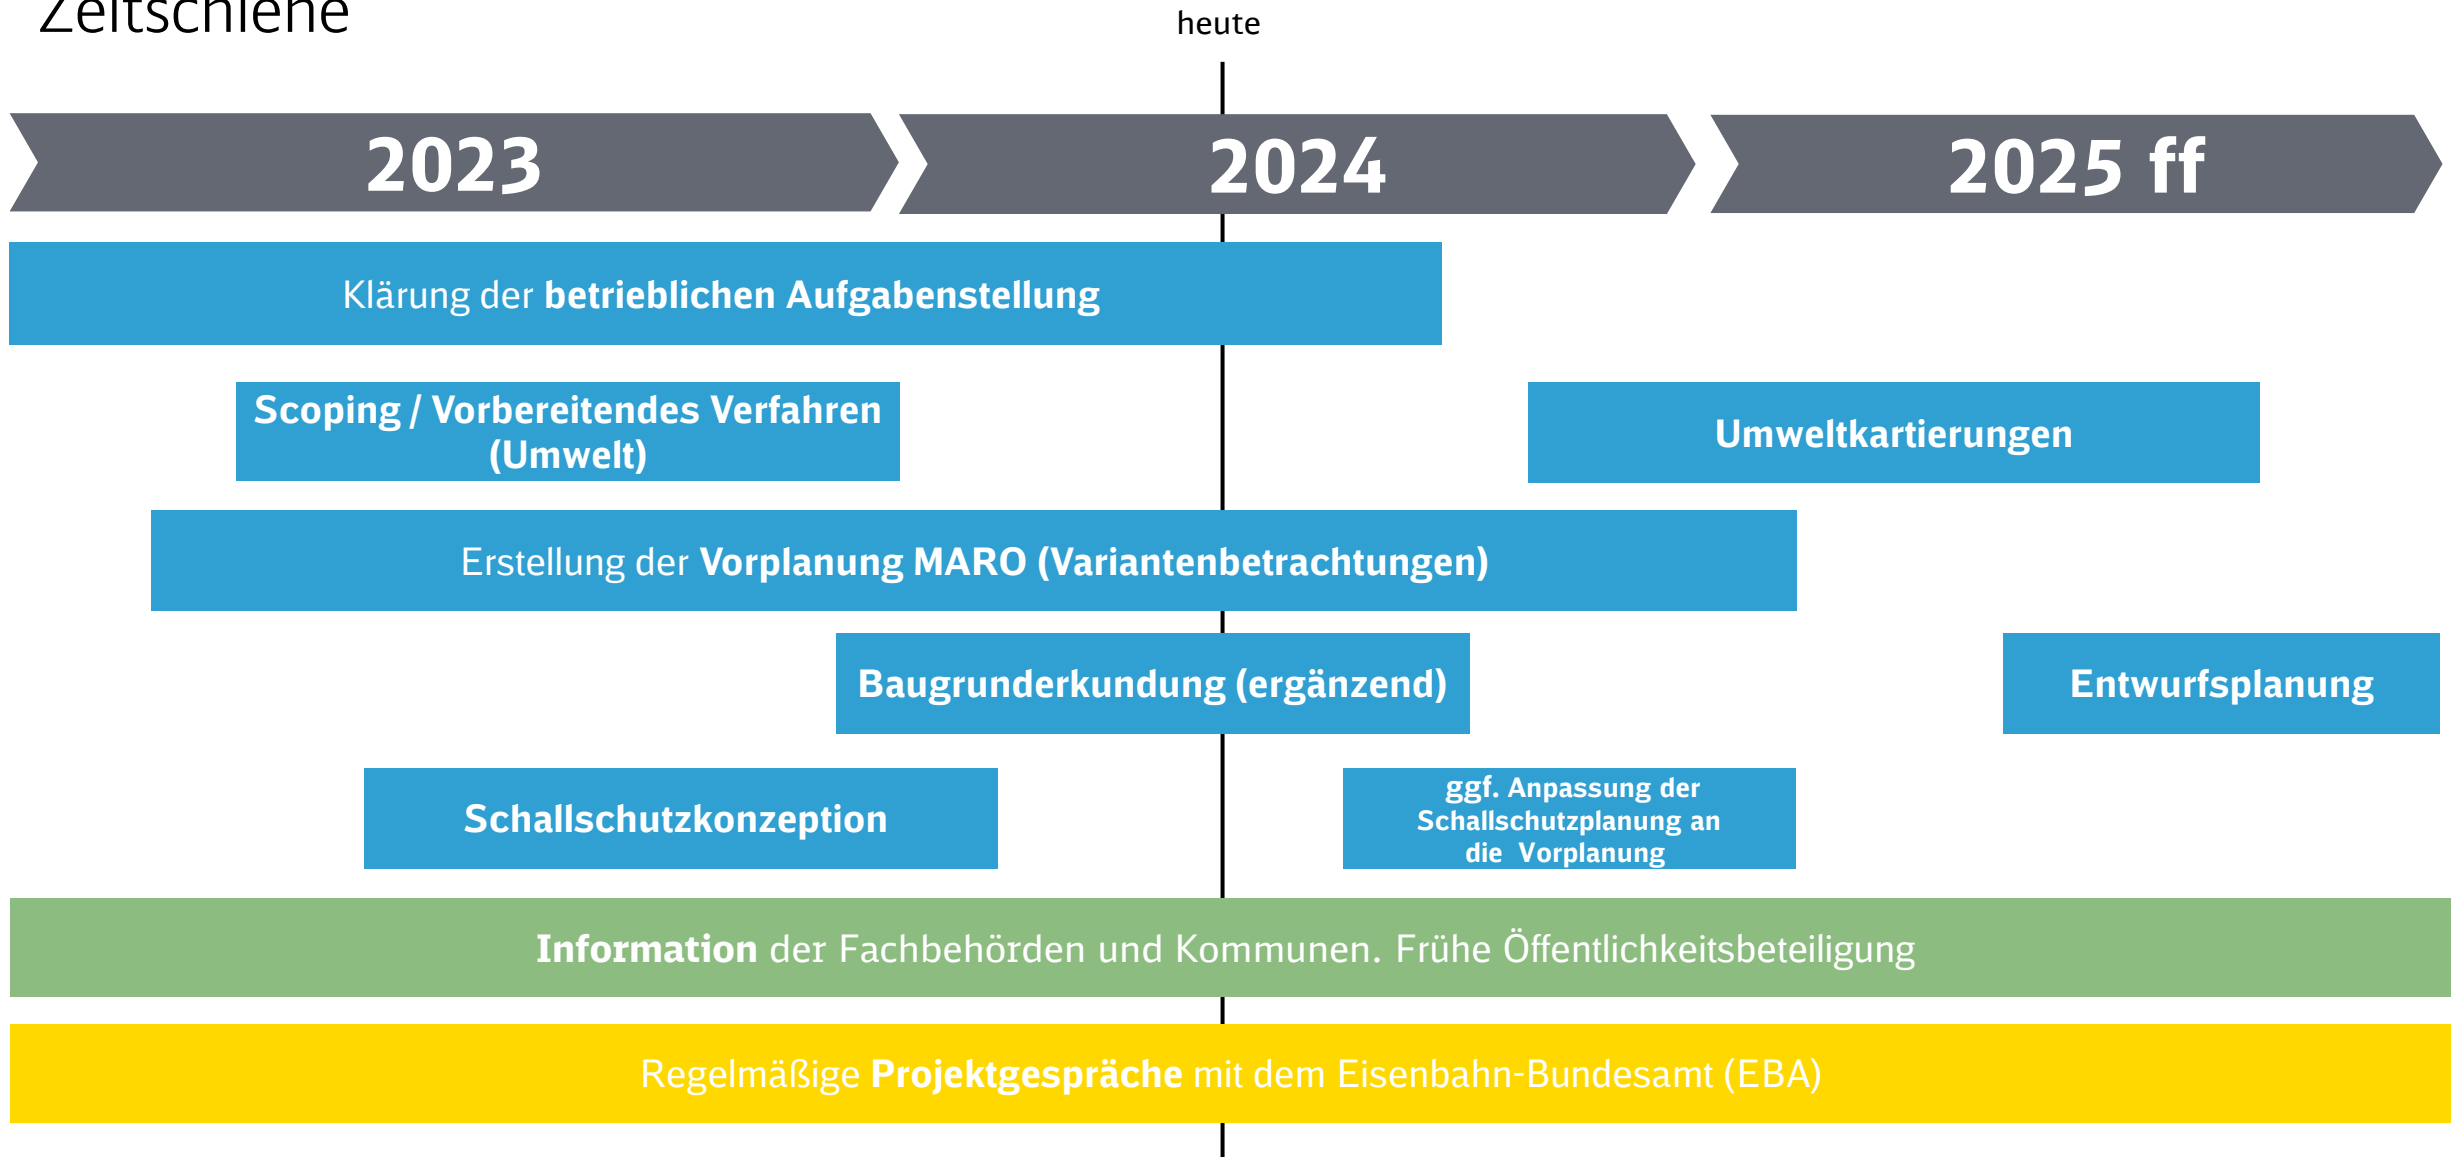 Zeitschiene
heute
2023
2024
2025 ff
Klärung der betrieblichen Aufgabenstellung
Scoping / Vorbereitendes Verfahren
(Umwelt)
Umweltkartierungen
Erstellung der Vorplanung MARO (Variantenbetrachtungen)
Baugrunderkundung (ergänzend)
Entwurfsplanung
Schallschutzkonzeption
ggf. Anpassung der
Schallschutzplanung an
die Vorplanung
Information der Fachbehörden und Kommunen. Frühe Öffentlichkeitsbeteiligung
Regelmäßige Projektgespräche mit dem Eisenbahn-Bundesamt (EBA)